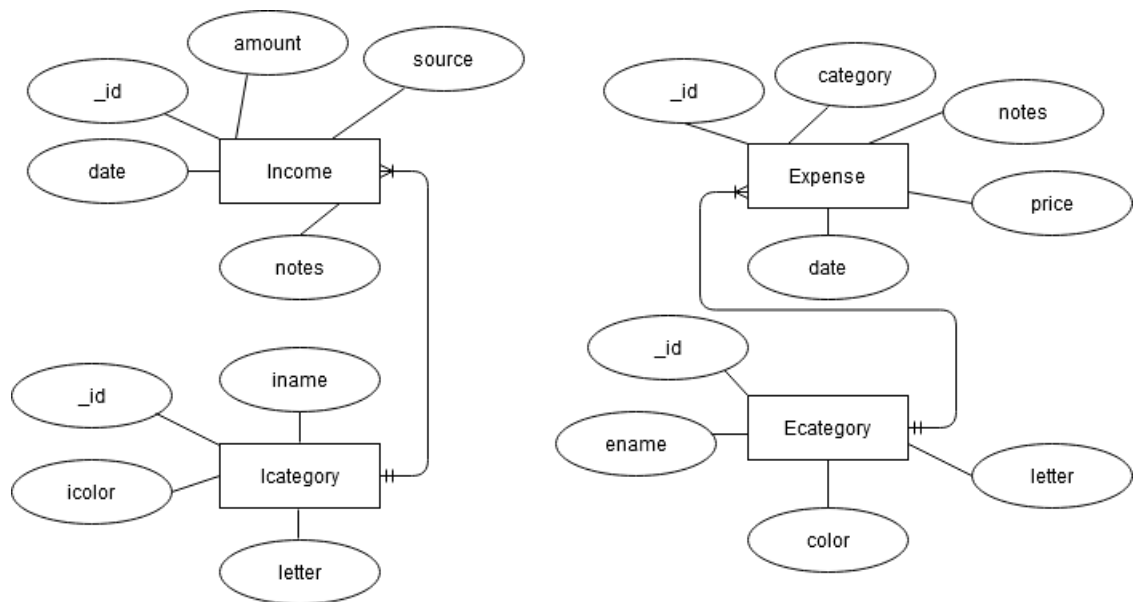 amount
source
_id
date
Income
notes
iname
_id
icolor
Icategory
letter
category
_id
notes
Expense
price
date
_id
ename
Ecategory
letter
color